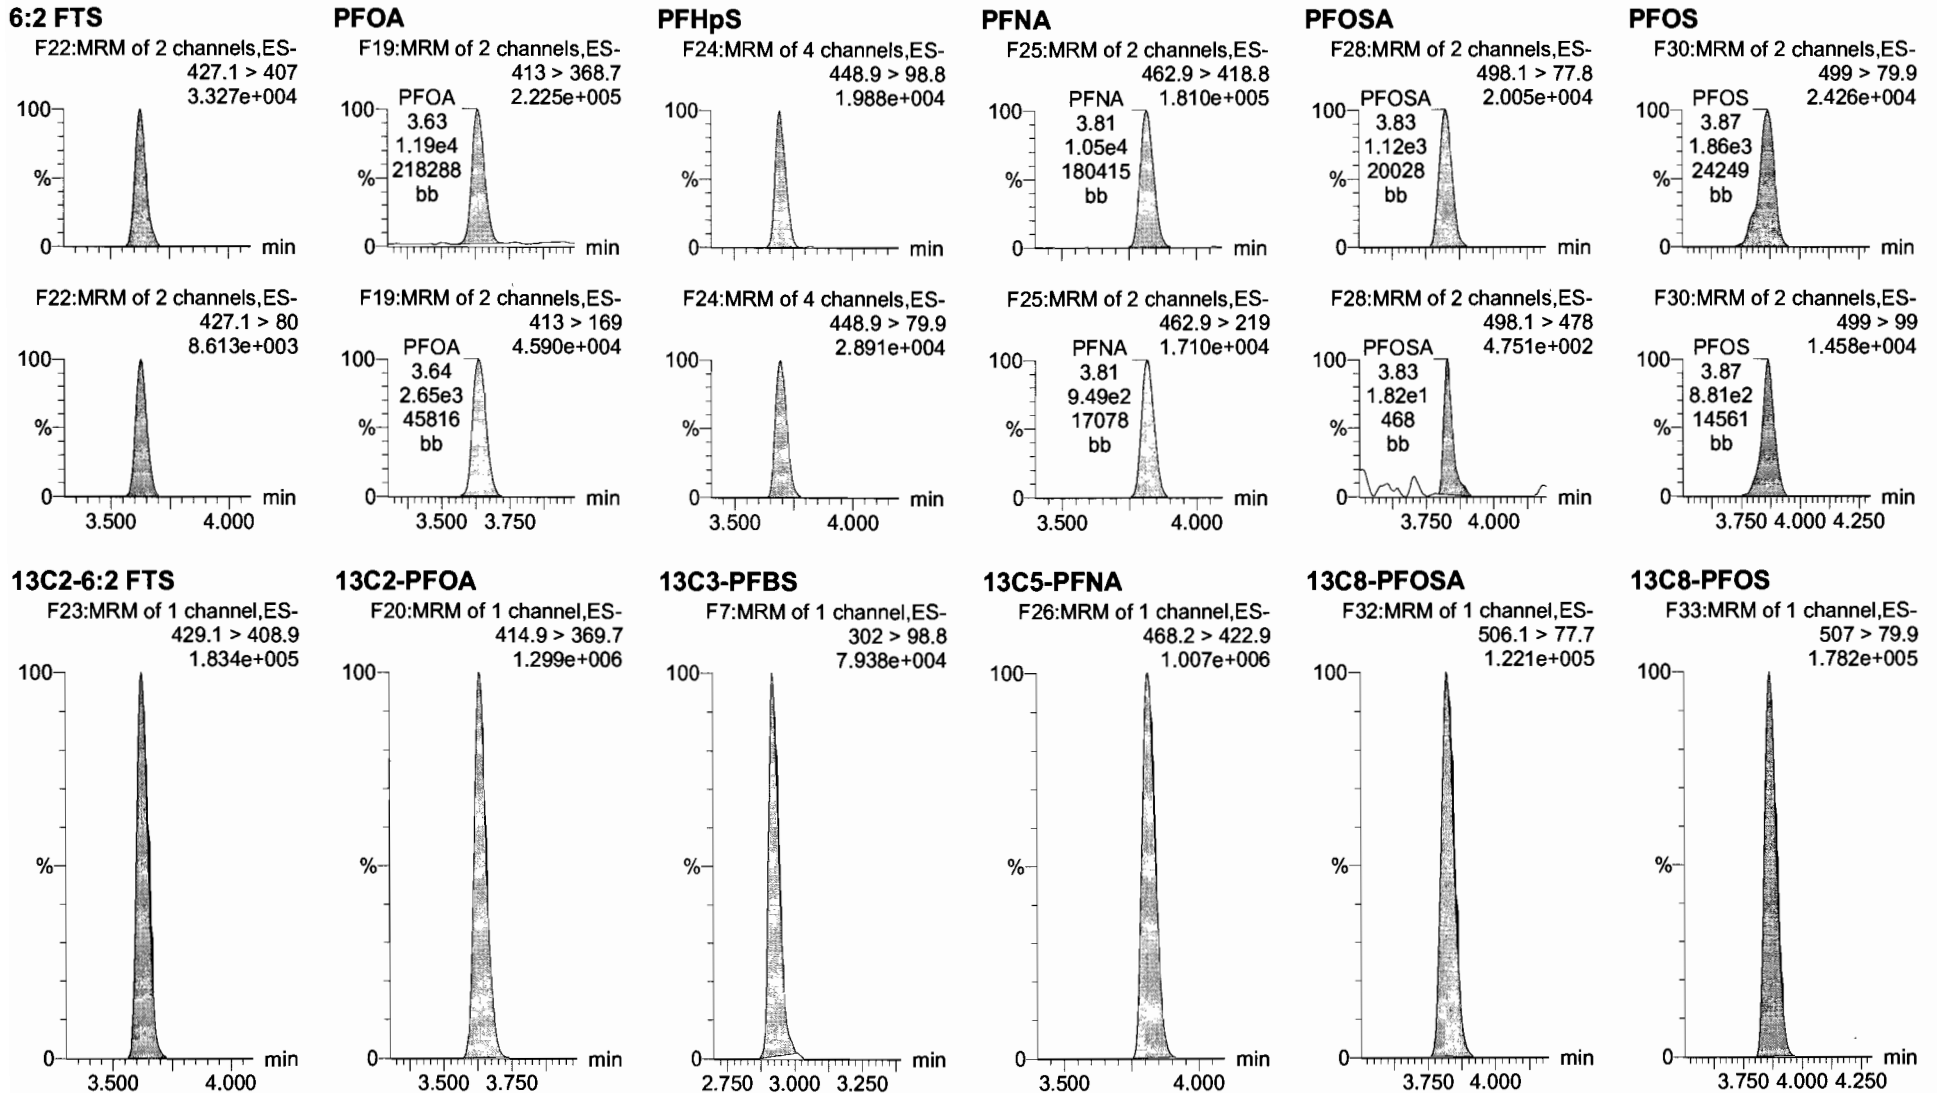 6:2 FTS
F22:MRM of 2 channels,ES-
427.1 > 407
3.327e+004
100
%
0
min
F22:MRM of 2 channels,ES-
427.1 > 80
8.613e+003
100
%
0
min
3.500 4.000
PFOA
F19:MRM of 2 channels,ES-
413 > 368.7
2.225e+005
100
PFOA
3.63
1.19e4
218288
bb
%
0
min
F19:MRM of 2 channels,ES-
413 > 169
4.590e+004
100
PFOA
3.64
2.65e3
45816
bb
%
0
min
3.500 3.750
PFHpS
F24:MRM of 4 channels,ES-
448.9 > 98.8
1.988e+004
100
%
0
min
F24:MRM of 4 channels,ES-
448.9 > 79.9
2.891e+004
100
%
0
min
3.500 4.000
PFNA
F25:MRM of 2 channels,ES-
462.9 > 418.8
1.810e+005
100
PFNA
3.81
1.05e4
180415
bb
%
0
min
F25:MRM of 2 channels,ES-
462.9 > 219
1.710e+004
100
PFNA
3.81
9.49e2
17078
bb
%
0
min
3.500 4.000
PFOSA
F28:MRM of 2 channels,ES-
498.1 > 77.8
2.005e+004
100
PFOSA
3.83
1.12e3
20028
bb
%
0
min
F28:MRM of 2 channels,ES-
498.1 > 478
4.751e+002
100
PFOSA
3.83
1.82e1
468
bb
%
0
min
3.750 4.000
PFOS
F30:MRM of 2 channels,ES-
499 > 79.9
2.426e+004
100
PFOS
3.87
1.86e3
24249
bb
%
0
min
F30:MRM of 2 channels,ES-
499 > 99
1.458e+004
100
PFOS
3.87
8.81e2
14561
bb
%
0
min
3.750 4.000 4.250
13C2-6:2 FTS
F23:MRM of 1 channel,ES-
429.1 > 408.9
1.834e+005
100
%
0
min
3.500 4.000
13C2-PFOA
F20:MRM of 1 channel,ES-
414.9 > 369.7
1.299e+006
100
%
0
min
3.500 3.750
13C3-PFBS
F7:MRM of 1 channel,ES-
302 > 98.8
7.938e+004
100
%
0
min
2.750 3.000 3.250
13C5-PFNA
F26:MRM of 1 channel,ES-
468.2 > 422.9
1.007e+006
100
%
0
min
3.500 4.000
13C8-PFOSA
F32:MRM of 1 channel,ES-
506.1 > 77.7
1.221e+005
100
%
0
min
3.750 4.000
13C8-PFOS
F33:MRM of 1 channel,ES-
507 > 79.9
1.782e+005
100
%
0
min
3.750 4.000 4.250